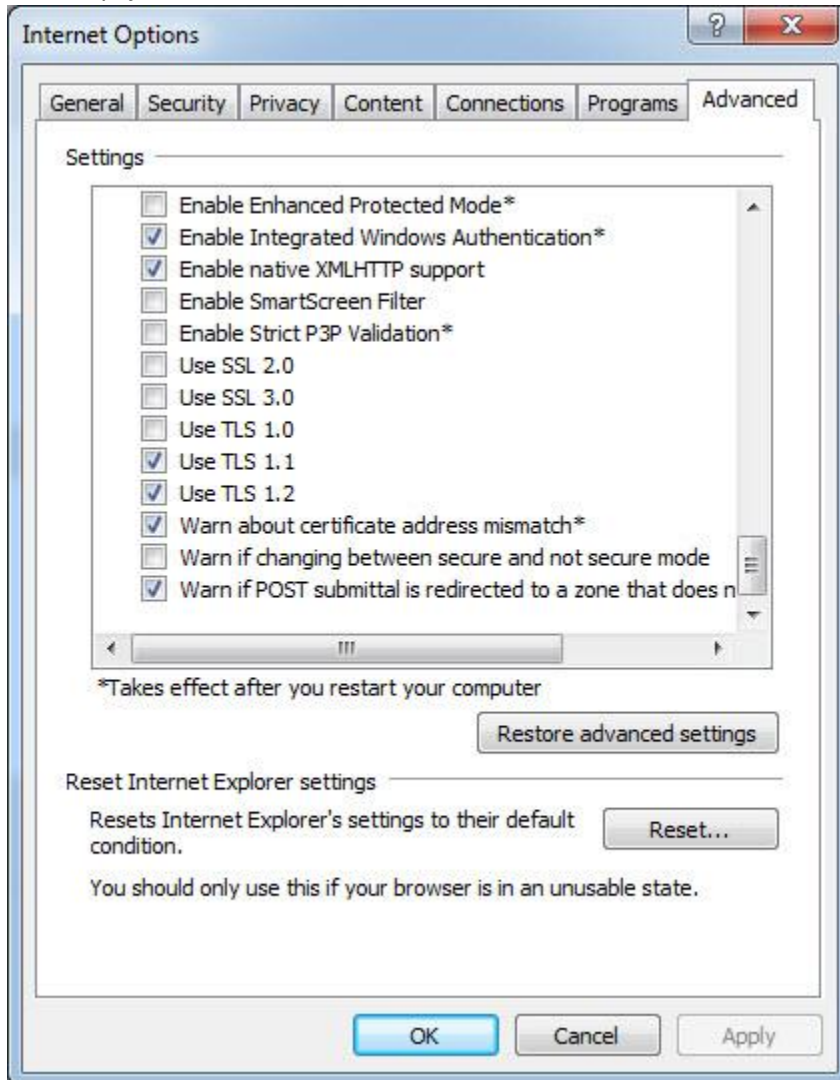 Internet Options
General Security Privacy Content Connections Programs Advanced
Settings
Enable Enhanced Protected Mode*
Enable Integrated Windows Authentication*
Enable native XMLHTTP support
Enable SmartScreen Filter
Enable Strict P3P Validation*
Use SSL 2.0
Use SSL 3.0
Use TLS 1.0
Use TLS 1.1
Use TLS 1.2
Warn about certificate address mismatch*
Warn if changing between secure and not secure mode
Warn if POST submittal is redirected to a zone that does n
*Takes effect after you restart your computer
Restore advanced settings
Reset Internet Explorer settings
Resets Internet Explorer's settings to their default
condition.
Reset...
You should only use this if your browser is in an unusable state.
OK Cancel Apply